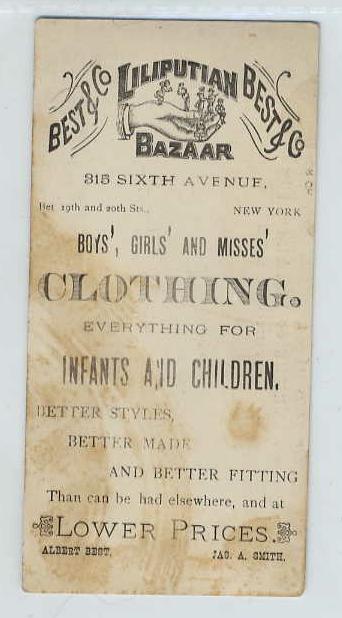 BEST & CO
LILIPUTIAN
BAZAAR
BEST & Co
315 SIXTH AVENUE,
Bet 19th and 20th Sts., NEW YORK
BOYS', GIRLS' AND MISSES'
CLOTHING.
EVERYTHING FOR
INFANTS AND CHILDREN.
BETTER STYLES,
BETTER MADE
AND BETTER FITTING
Than can be had elsewhere, and at
LOWER PRICES.
ALBERT BEST. JAS. A. SMITH.